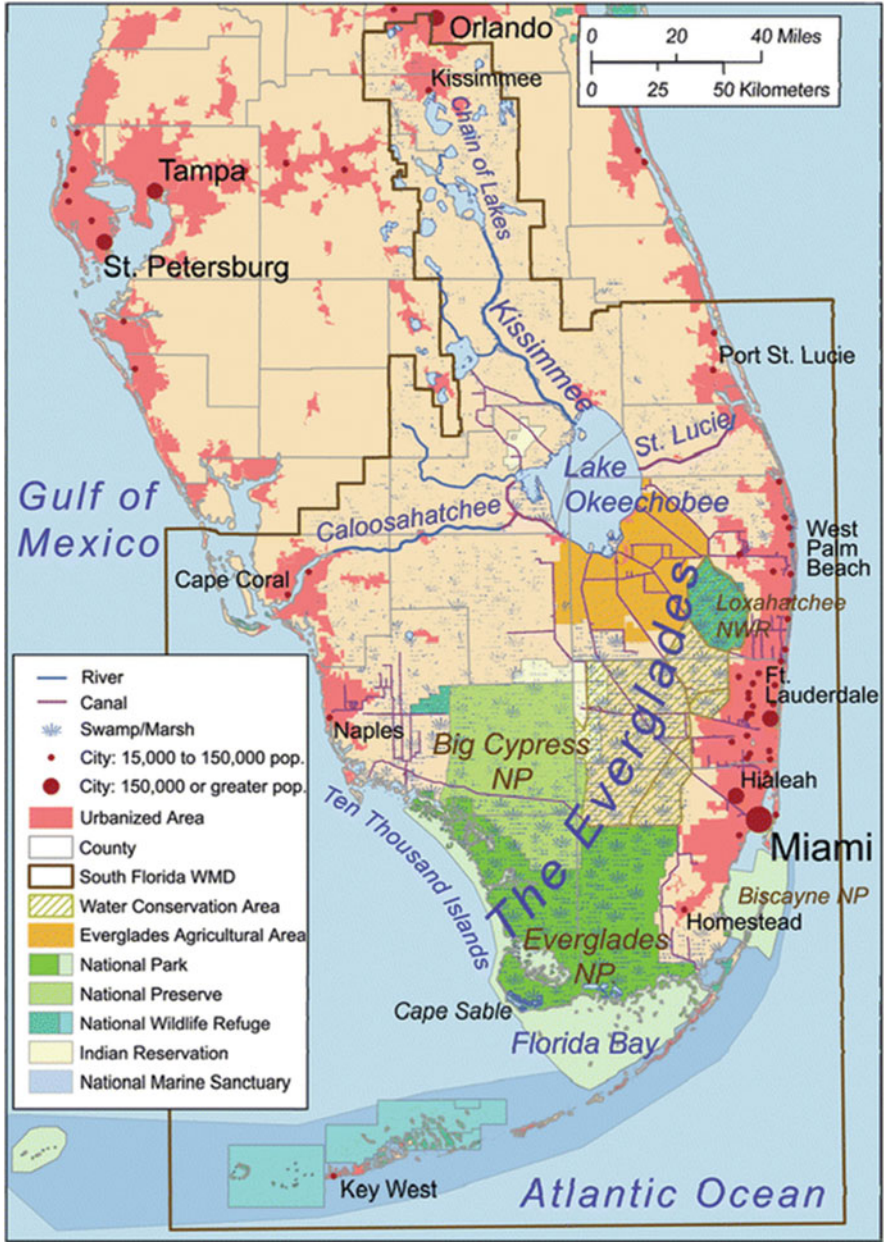 Orlando
0 20 40 Miles
0 25 50 Kilometers
Kissimmee
Chain of Lakes
Tampa
St. Petersburg
Kissimmee
Port St. Lucie
St. Lucie
Lake
Okeechobee
Gulf of
Mexico
Caloosahatchee
West
Palm
Beach
Cape Coral
Loxahatchee
NWR
River
Canal
Swamp/Marsh
City: 15,000 to 150,000 pop.
City: 150,000 or greater pop.
Urbanized Area
County
South Florida WMD
Water Conservation Area
Everglades Agricultural Area
National Park
National Preserve
National Wildlife Refuge
Indian Reservation
National Marine Sanctuary
Ft.
Lauderdale
Naples
Big Cypress
NP
The Everglades
Hialeah
Ten Thousand Islands
Miami
Biscayne NP
Homestead
Everglades
NP
Cape Sable
Florida Bay
Key West
Atlantic Ocean